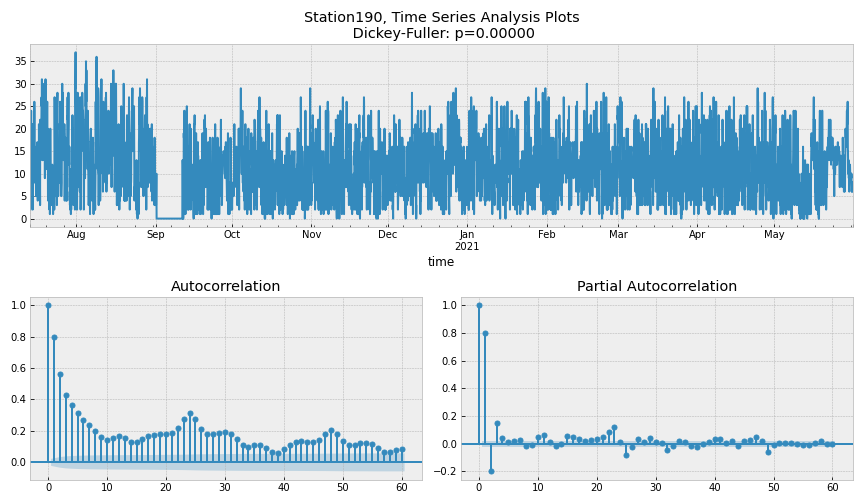 Station190, Time Series Analysis Plots
Dickey-Fuller: p=0.00000
35
30
25
20
15
10
5
0
Aug Sep Oct Nov Dec Jan Feb Mar Apr May
2021
time
Autocorrelation
1.0
0.8
0.6
0.4
0.2
0.0
0 10 20 30 40 50 60
Partial Autocorrelation
1.0
0.8
0.6
0.4
0.2
0.0
−0.2
0 10 20 30 40 50 60